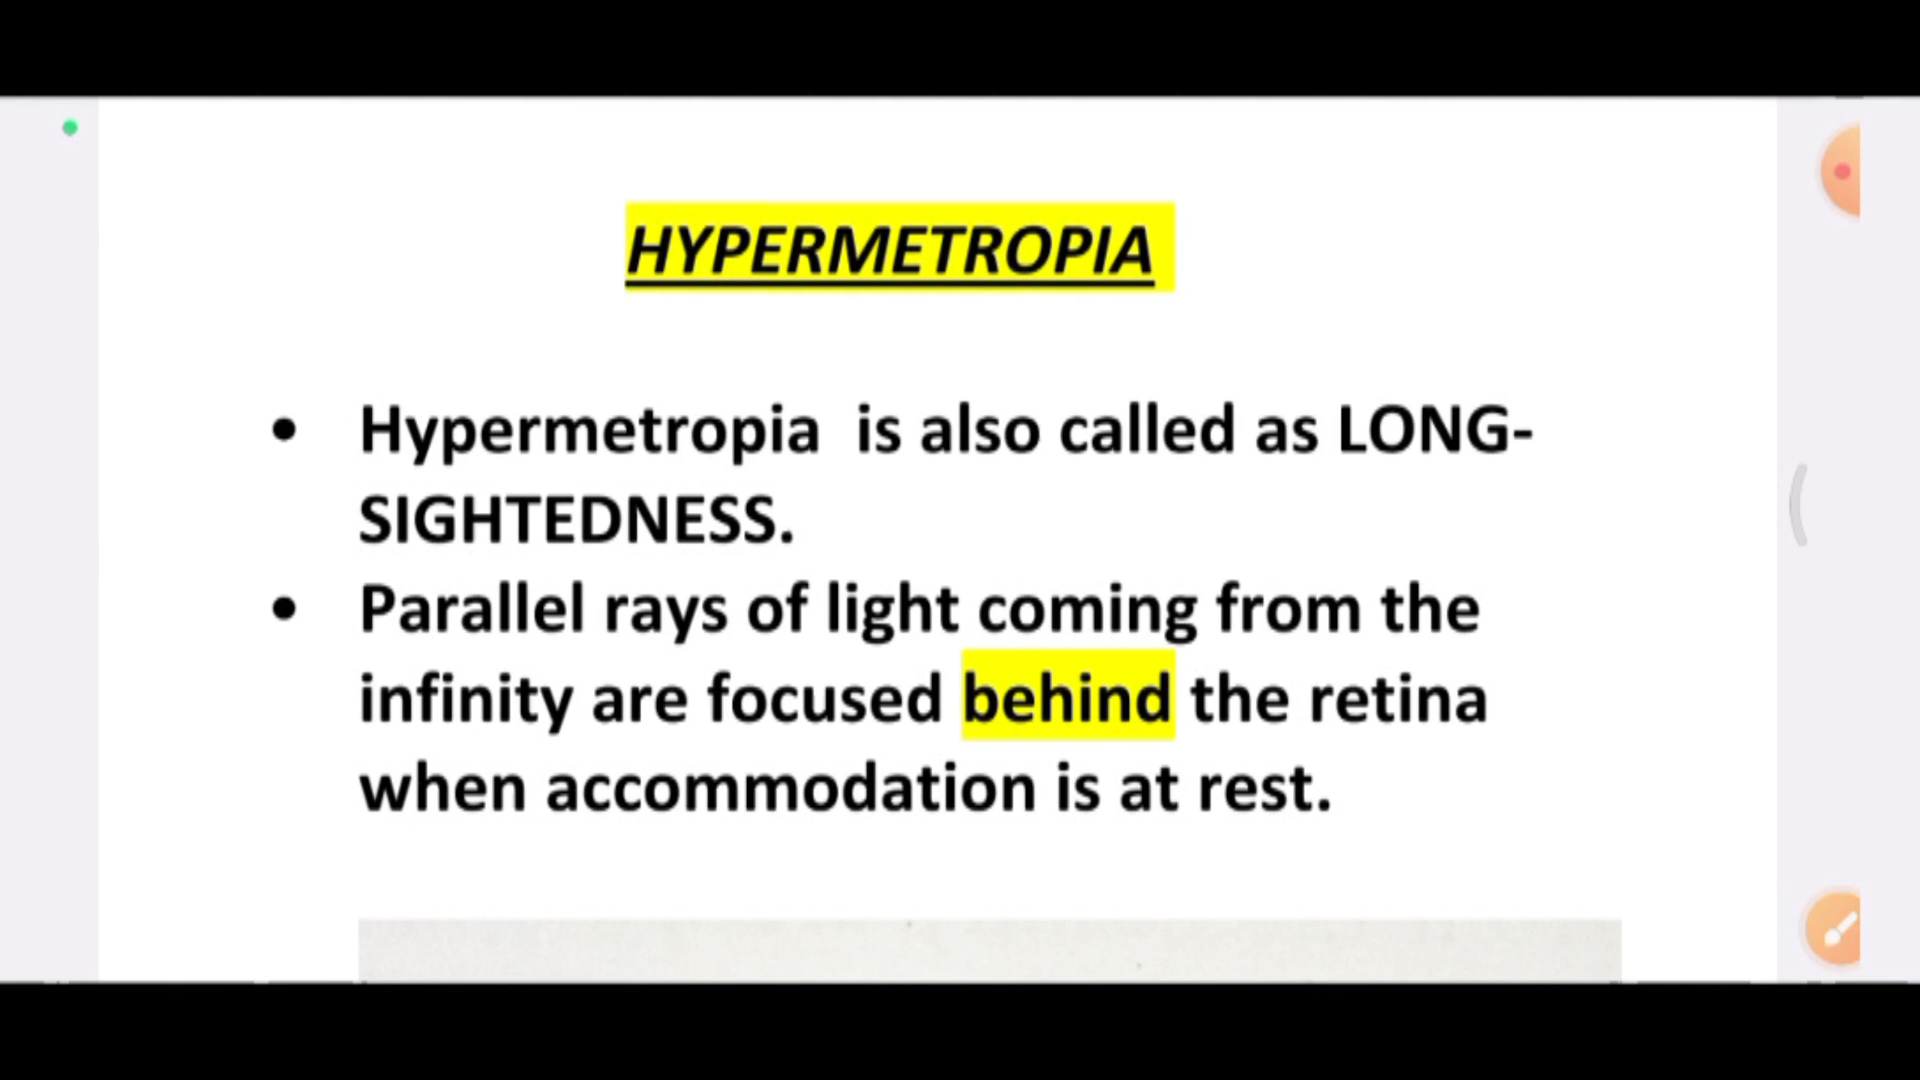 HYPERMETROPIA
• Hypermetropia is also called as LONG-
SIGHTEDNESS.
• Parallel rays of light coming from the
infinity are focused behind the retina
when accommodation is at rest.